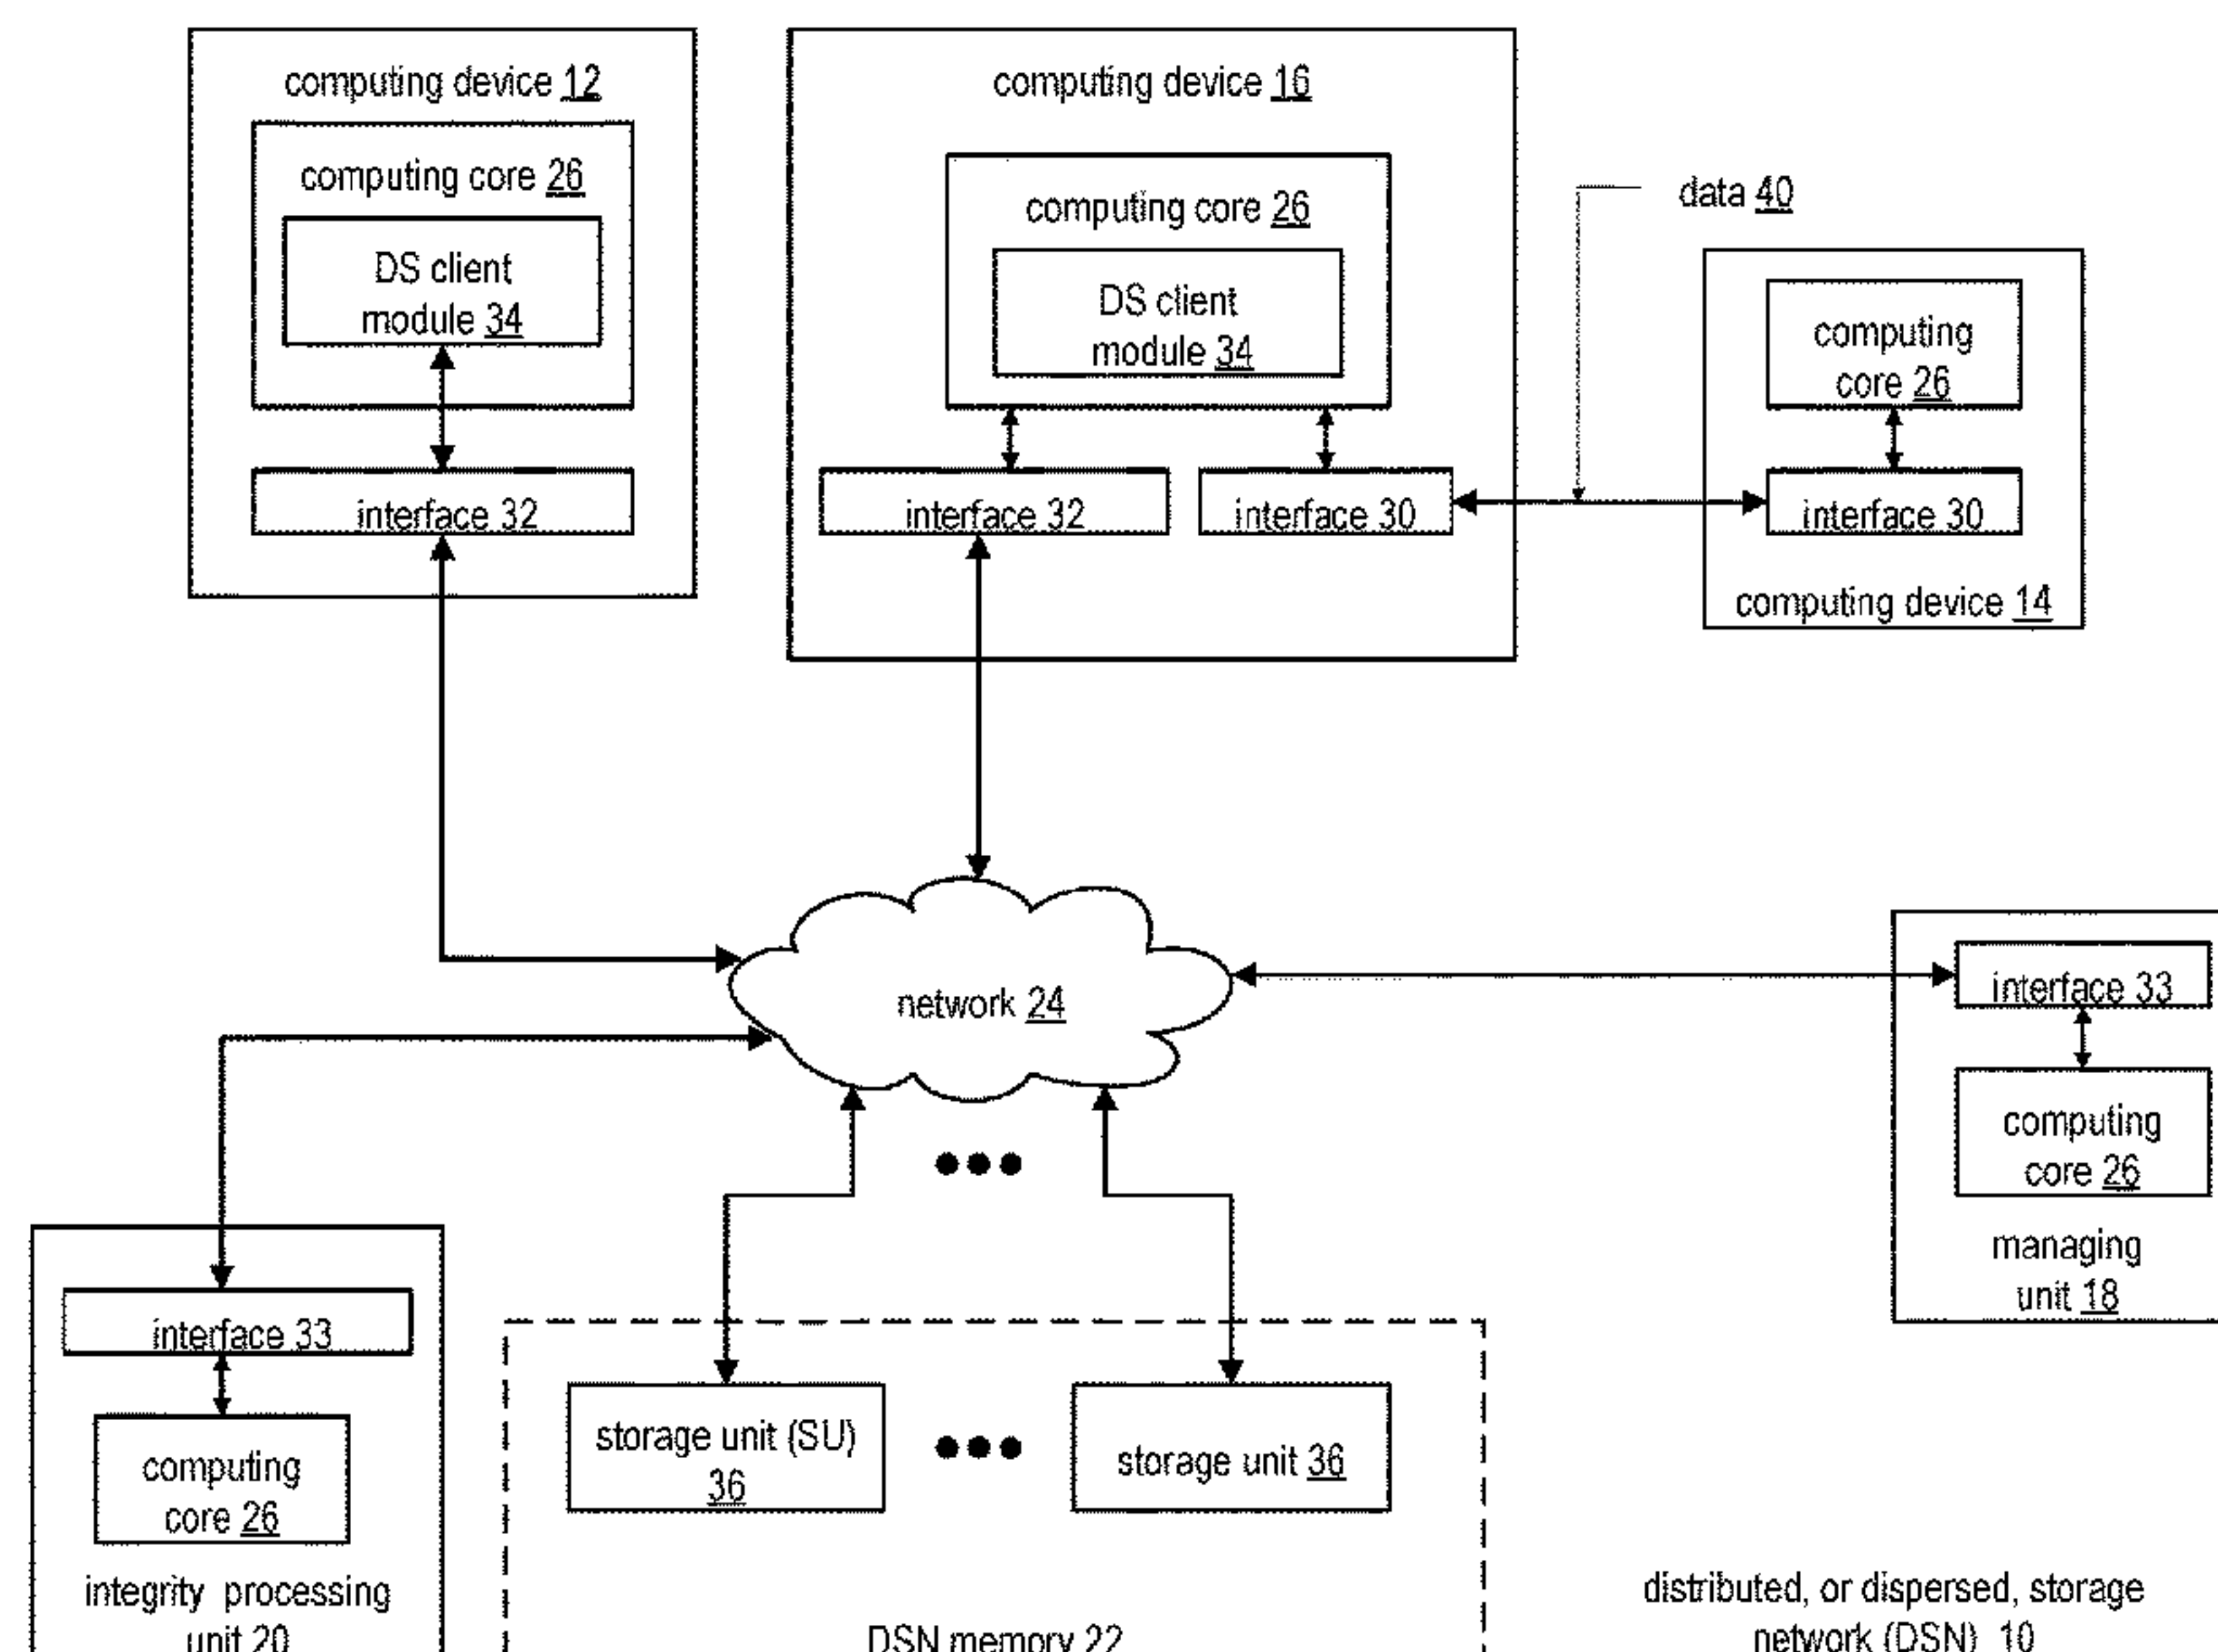 computing device 12
computing core 26
DS client
module 34
interface 32
computing device 16
computing core 26
DS client
module 34
interface 32
interface 30
data 40
computing
core 26
interface 30
computing device 14
network 24
interface 33
computing
core 26
managing
unit 18
interface 33
computing
core 26
integrity processing
unit 20
storage unit (SU)
36
storage unit 36
DSN memory 22
distributed, or dispersed, storage
network (DSN) 10